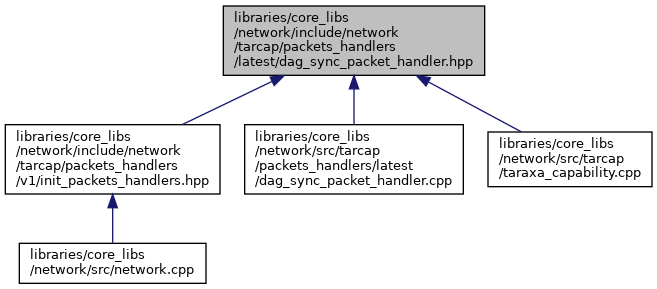 libraries/core_libs
/network/include/network
/tarcap/packets_handlers
/latest/dag_sync_packet_handler.hpp
libraries/core_libs
/network/include/network
/tarcap/packets_handlers
/v1/init_packets_handlers.hpp
libraries/core_libs
/network/src/tarcap
/packets_handlers/latest
/dag_sync_packet_handler.cpp
libraries/core_libs
/network/src/tarcap
/taraxa_capability.cpp
libraries/core_libs
/network/src/network.cpp